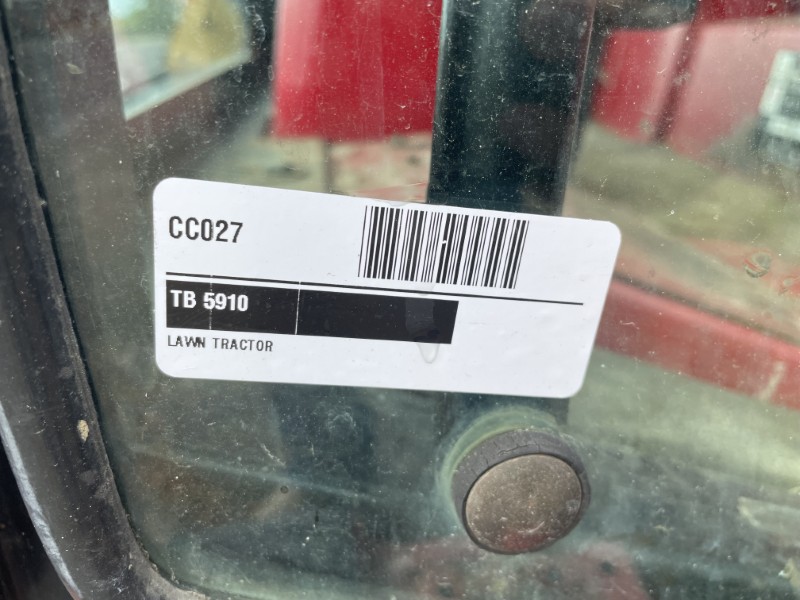 CC027
TB 5910
LAWN TRACTOR